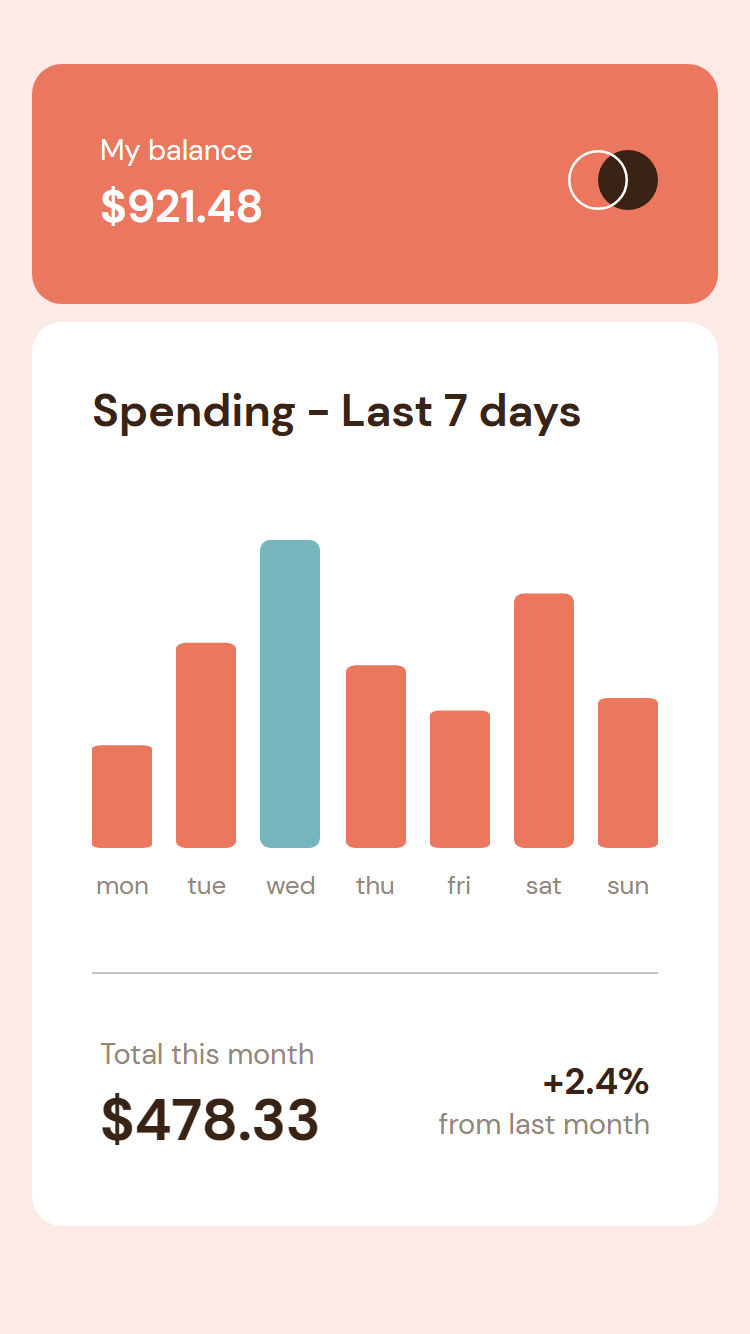 My balance
$921.48
Spending - Last 7 days
mon tue wed thu fri sat sun
Total this month
$478.33
+2.4%
from last month